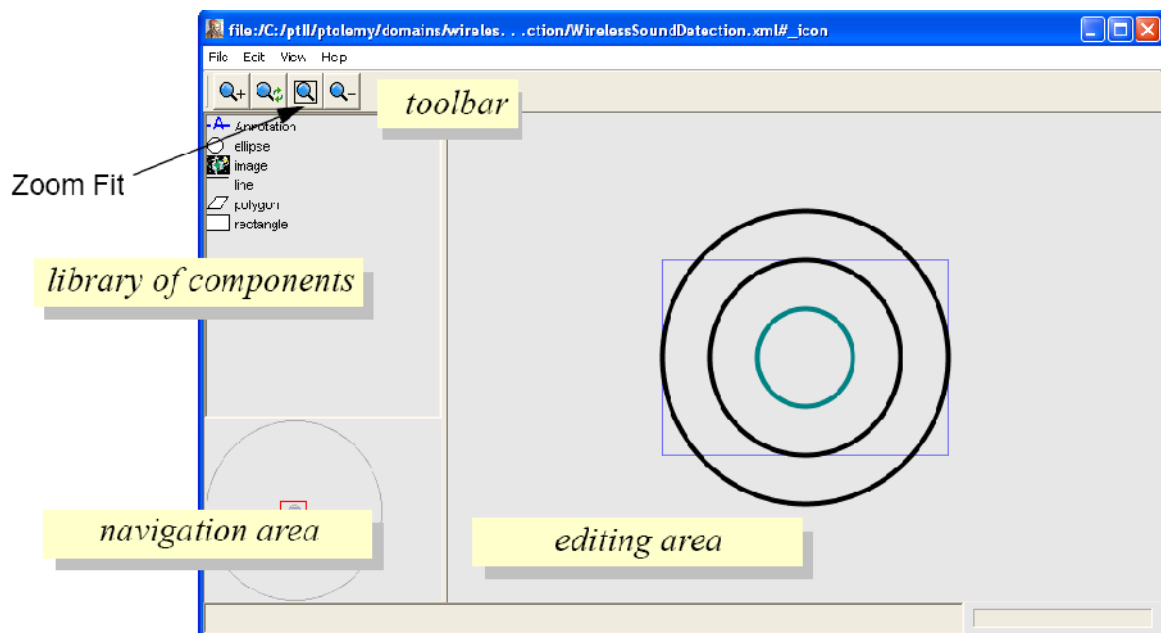 file:/C:/ptII/ptolemy/domains/wireles. . .ction/WirelessSoundDetection.xml#_icon
File Edit View Help
toolbar
Annotation
ellipse
image
line
polygon
rectangle
Zoom Fit
library of components
navigation area
editing area